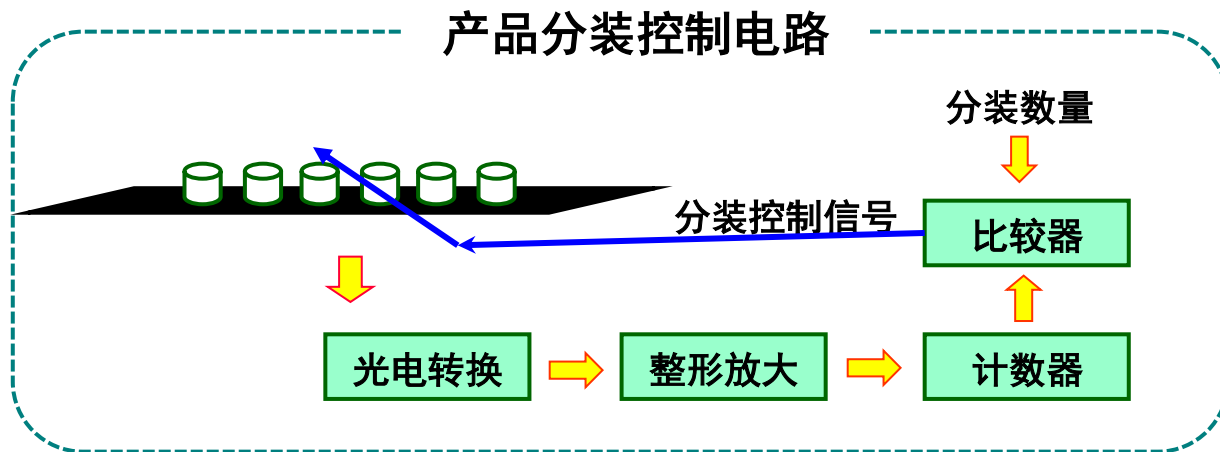 产品分装控制电路
分装数量
分装控制信号
比较器
光电转换
整形放大
计数器